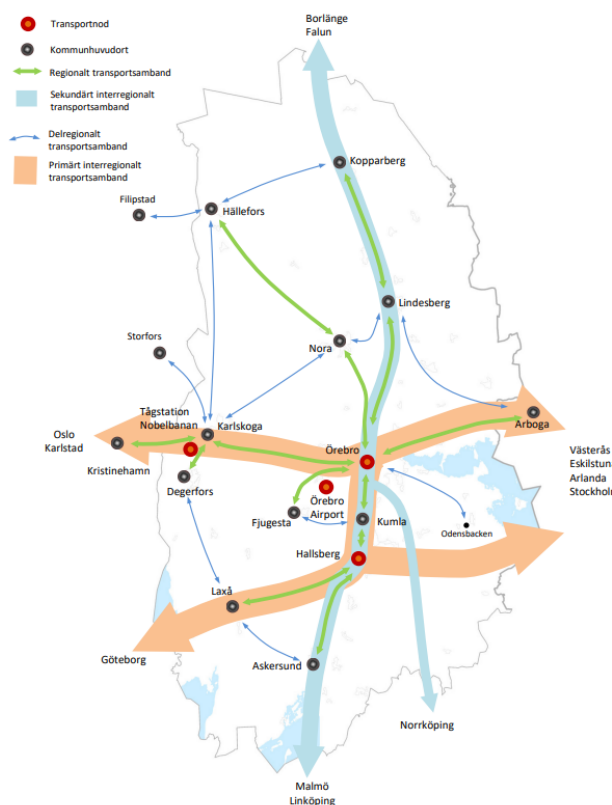 Transportnod
Kommunhuvudort
Regionalt transportsamband
Sekundärt interregionalt
transportsamband
Delregionalt
transportsamband
Primärt interregionalt
transportsamband
Borlänge
Falun
Kopparberg
Filipstad
Hällefors
Lindesberg
Storfors
Nora
Tågstation
Nobelbanan
Karlskoga
Oslo
Karlstad
Kristinehamn
Örebro
Arboga
Västerås
Eskilstun
Arlanda
Stockholm
Degerfors
Örebro
Airport
Fjugesta
Kumla
Odensbacken
Hallsberg
Laxå
Göteborg
Askersund
Norrköping
Malmö
Linköping